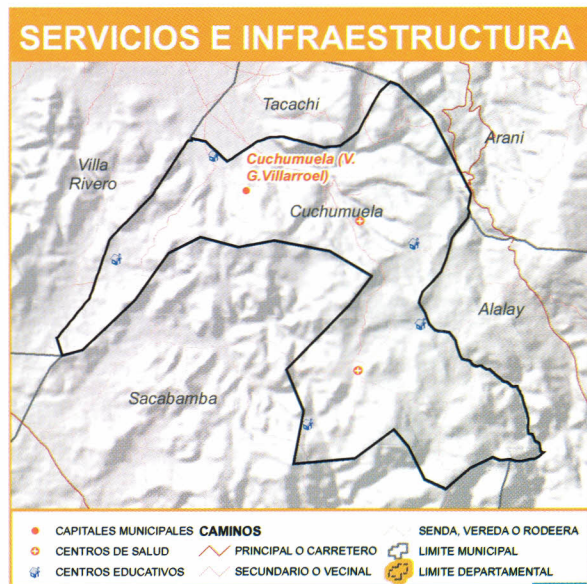 SERVICIOS E INFRAESTRUCTURA
Tacachi
Arani
Villa
Rivero
Cuchumuela (V.
G.Villarroel)
Cuchumuela
Alalay
Sacabamba
CAPITALES MUNICIPALES CAMINOS SENDA, VEREDA O RODEERA
CENTROS DE SALUD PRINCIPAL O CARRETERO LIMITE MUNICIPAL
CENTROS EDUCATIVOS SECUNDARIO O VECINAL LIMITE DEPARTAMENTAL